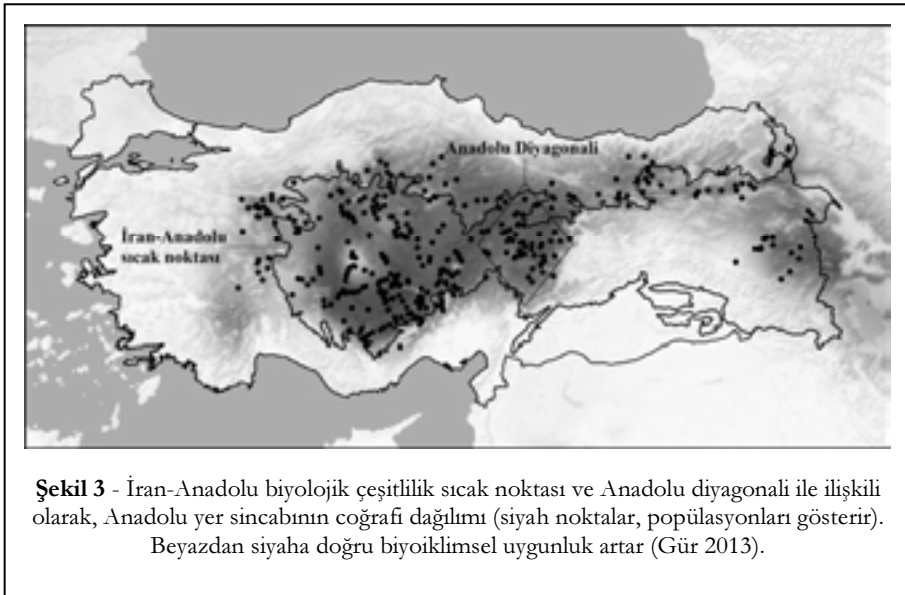 Anadolu Diyagonali
İran-Anadolu
sıcak noktası
Şekil 3 - İran-Anadolu biyolojik çeşitlilik sıcak noktası ve Anadolu diyagonali ile ilişkili
olarak, Anadolu yer sincabının coğrafi dağılımı (siyah noktalar, popülasyonları gösterir).
Beyazdan siyaha doğru biyoiklimsel uygunluk artar (Gür 2013).